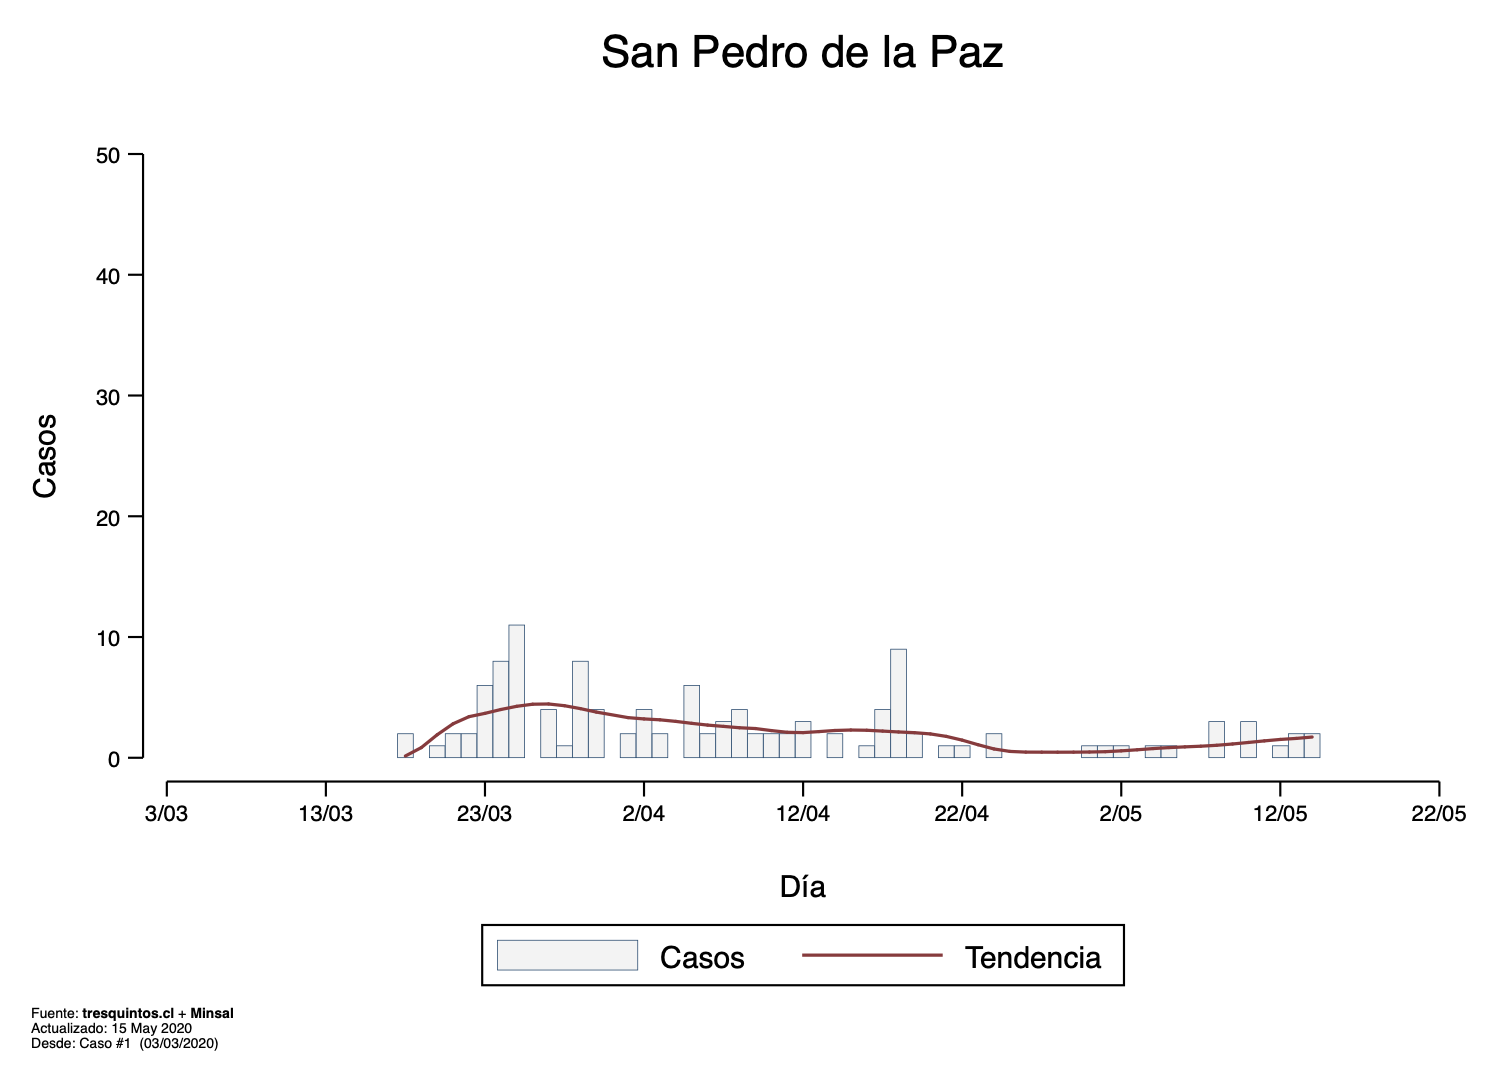 San Pedro de la Paz
50
40
30
20
10
0
Casos
3/03 13/03 23/03 2/04 12/04 22/04 2/05 12/05 22/05
Día
Casos Tendencia
Fuente: tresquintos.cl + Minsal
Actualizado: 15 May 2020
Desde: Caso #1 (03/03/2020)